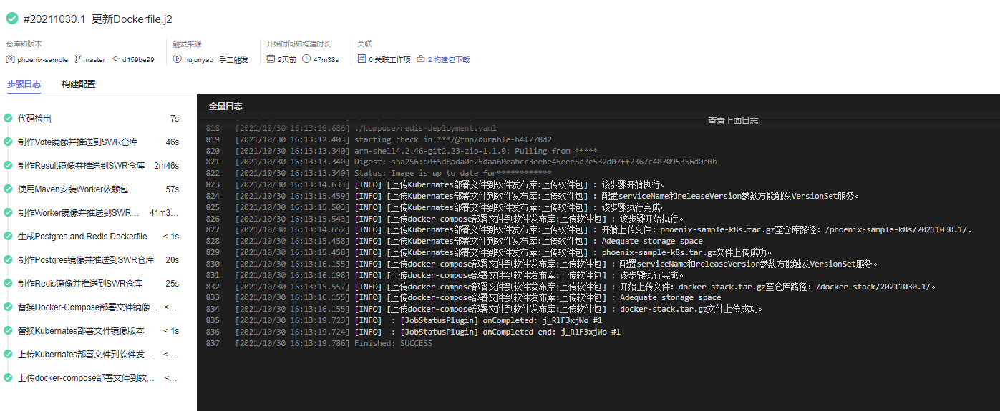 #20211030.1 更新Dockerfile.j2
仓库和版本 触发来源 开始时间和构建时长 关联
phoenix-sample master d159be99 hujunyao 手工触发 2天前 47m38s 0 关联工作项 2 构建包下载
步骤日志 构建配置
代码检出 7s
制作Vote镜像并推送到SWR仓库 46s
制作Result镜像并推送到SWR仓库 2m46s
使用Maven安装Worker依赖包 57s
制作Worker镜像并推送到SWR... 41m3...
生成Postgres and Redis Dockerfile < 1s
制作Postgres镜像并推送到SWR仓库 20s
制作Redis镜像并推送到SWR仓库 25s
替换Docker-Compose部署文件镜像... <...
替换Kubernates部署文件镜像版本 < 1s
上传Kubernates部署文件到软件发... < ...
上传docker-compose部署文件到软... <...
全量日志
查看上面日志
818 [2021/10/30 16:13:10.686] ./kompose/redis-deployment.yaml
819 [2021/10/30 16:13:12.403] starting check in ***/@tmp/durable-b4f778d2
820 [2021/10/30 16:13:13.340] arm-shell4.2.46-git2.23-zip-1.1.0: Pulling from *****
821 [2021/10/30 16:13:13.340] Digest: sha256:d0f5d8ada0e25daa60eabcc3eebe45eee5d7e532d07ff2367c487095356d0e0b
822 [2021/10/30 16:13:13.340] Status: Image is up to date for************
823 [2021/10/30 16:13:14.633] [INFO] [上传Kubernates部署文件到软件发布库:上传软件包] : 该步骤开始执行。
824 [2021/10/30 16:13:15.459] [INFO] [上传Kubernates部署文件到软件发布库:上传软件包] : 配置serviceName和releaseVersion参数方能触发VersionSet服务。
825 [2021/10/30 16:13:15.503] [INFO] [上传Kubernates部署文件到软件发布库:上传软件包] : 该步骤执行完成。
826 [2021/10/30 16:13:15.543] [INFO] [上传docker-compose部署文件到软件发布库:上传软件包] : 该步骤开始执行。
827 [2021/10/30 16:13:14.652] [INFO] [上传Kubernates部署文件到软件发布库:上传软件包] : 开始上传文件: phoenix-sample-k8s.tar.gz至仓库路径: /phoenix-sample-k8s/20211030.1/。
828 [2021/10/30 16:13:15.458] [INFO] [上传Kubernates部署文件到软件发布库:上传软件包] : Adequate storage space
829 [2021/10/30 16:13:15.458] [INFO] [上传Kubernates部署文件到软件发布库:上传软件包] : phoenix-sample-k8s.tar.gz文件上传成功。
830 [2021/10/30 16:13:16.155] [INFO] [上传docker-compose部署文件到软件发布库:上传软件包] : 配置serviceName和releaseVersion参数方能触发VersionSet服务。
831 [2021/10/30 16:13:16.198] [INFO] [上传docker-compose部署文件到软件发布库:上传软件包] : 该步骤执行完成。
832 [2021/10/30 16:13:15.557] [INFO] [上传docker-compose部署文件到软件发布库:上传软件包] : 开始上传文件: docker-stack.tar.gz至仓库路径: /docker-stack/20211030.1/。
833 [2021/10/30 16:13:16.155] [INFO] [上传docker-compose部署文件到软件发布库:上传软件包] : Adequate storage space
834 [2021/10/30 16:13:16.155] [INFO] [上传docker-compose部署文件到软件发布库:上传软件包] : docker-stack.tar.gz文件上传成功。
835 [2021/10/30 16:13:19.723] [INFO] : [JobStatusPlugin] onCompleted: j_RlF3xjWo #1
836 [2021/10/30 16:13:19.724] [INFO] : [JobStatusPlugin] onCompleted end: j_RlF3xjWo #1
837 [2021/10/30 16:13:19.786] Finished: SUCCESS